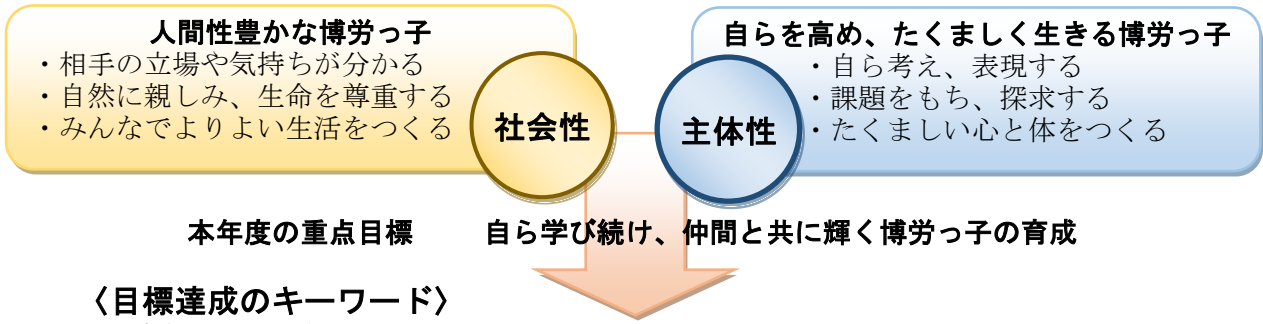 人間性豊かな博労っ子
・相手の立場や気持ちが分かる
・自然に親しみ、生命を尊重する
・みんなでよりよい生活をつくる
社会性
主体性
自らを高め、たくましく生きる博労っ子
・自ら考え、表現する
・課題をもち、探求する
・たくましい心と体をつくる
本年度の重点目標　　自ら学び続け、仲間と共に輝く博労っ子の育成
〈目標達成のキーワード〉